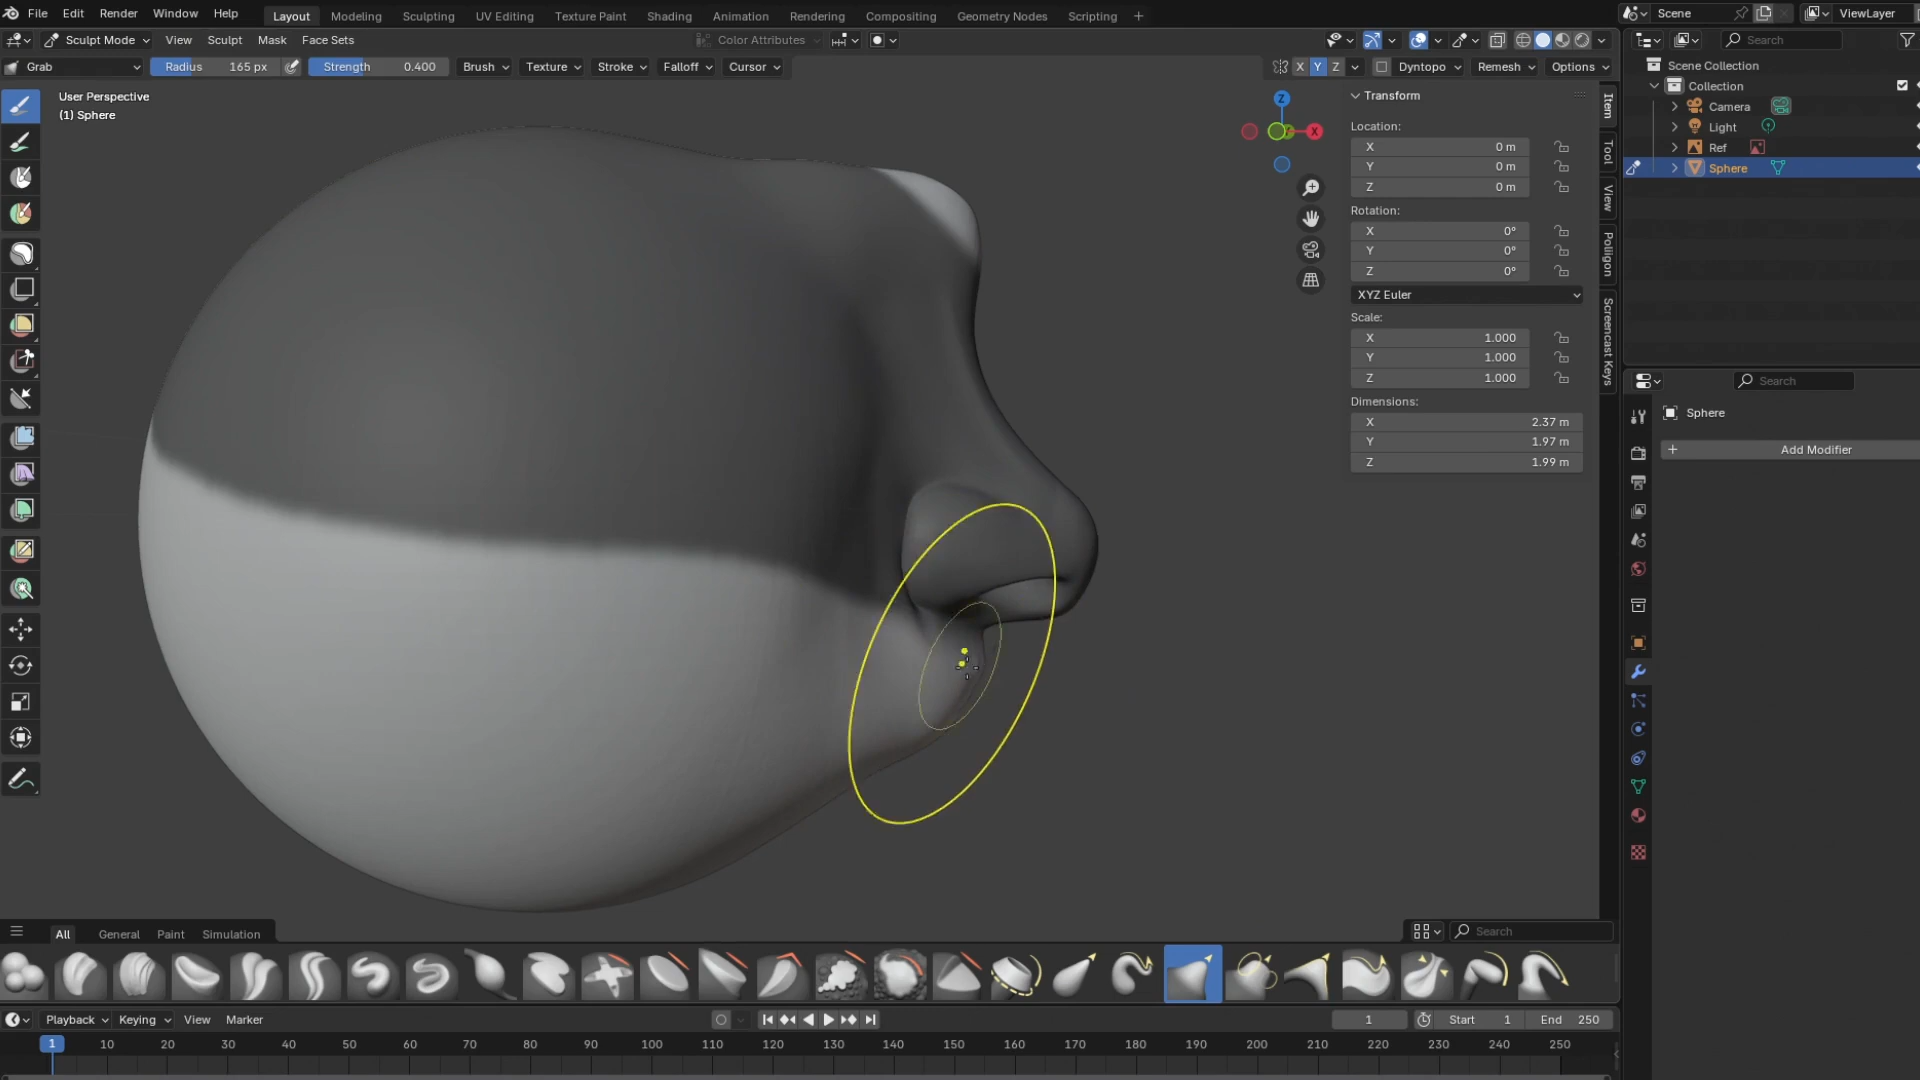 File Edit Render Window Help Layout Modeling Sculpting UV Editing Texture Paint Shading Animation Rendering Compositing Geometry Nodes Scripting Scene ViewLayer
Sculpt Mode View Sculpt Mask Face Sets Color Attributes Search
Grab Radius 165 px Strength 0.400 Brush Texture Stroke Falloff Cursor X Y Z Dyntopo Remesh Options
Scene Collection
Collection
Camera
Light
Ref
Sphere
User Perspective
(1) Sphere
Z
X
Transform
Location:
X 0 m
Y 0 m
Z 0 m
Rotation:
X 0°
Y 0°
Z 0°
XYZ Euler
Scale:
X 1.000
Y 1.000
Z 1.000
Dimensions:
X 2.37 m
Y 1.97 m
Z 1.99 m
Item
Tool
View
Poliigon
Screencast Keys
Search
Sphere
Add Modifier
All General Paint Simulation Search
Playback Keying View Marker 1 Start 1 End 250
1 10 20 30 40 50 60 70 80 90 100 110 120 130 140 150 160 170 180 190 200 210 220 230 240 250